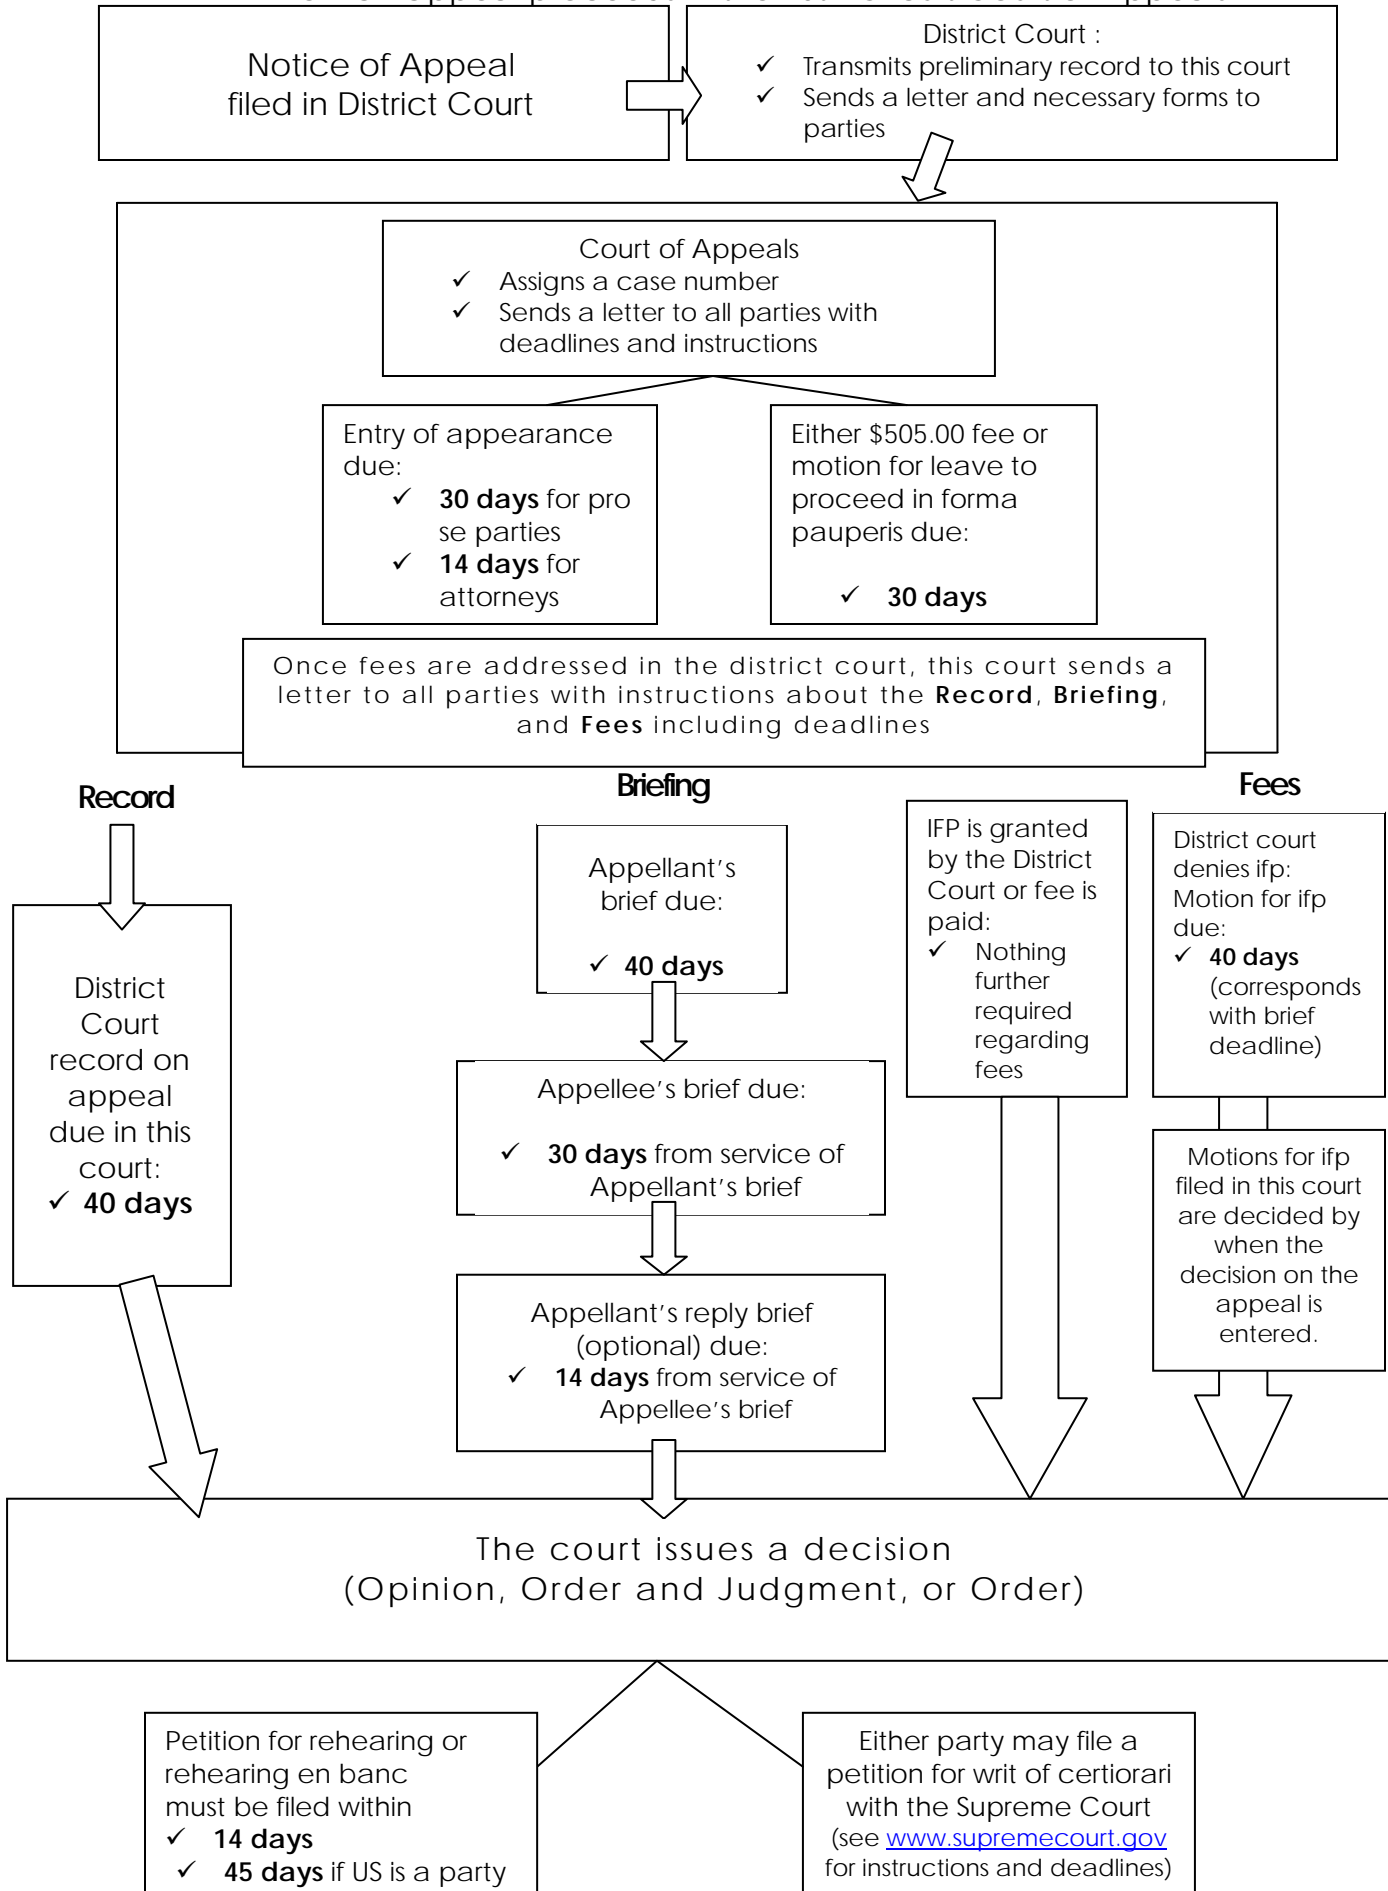 Notice of Appeal
filed in District Court
District Court :
✓ Transmits preliminary record to this court
✓ Sends a letter and necessary forms to
parties
Court of Appeals
✓ Assigns a case number
✓ Sends a letter to all parties with
deadlines and instructions
Entry of appearance
due:
✓ 30 days for pro
se parties
✓ 14 days for
attorneys
Either $505.00 fee or
motion for leave to
proceed in forma
pauperis due:
✓ 30 days
Once fees are addressed in the district court, this court sends a
letter to all parties with instructions about the Record, Briefing,
and Fees including deadlines
Record
District
Court
record on
appeal
due in this
court:
✓ 40 days
Briefing
Appellant's
brief due:
✓ 40 days
Appellee's brief due:
✓ 30 days from service of
Appellant's brief
Appellant's reply brief
(optional) due:
✓ 14 days from service of
Appellee's brief
Fees
IFP is granted
by the District
Court or fee is
paid:
✓ Nothing
further
required
regarding
fees
District court
denies ifp:
Motion for ifp
due:
✓ 40 days
(corresponds
with brief
deadline)
Motions for ifp
filed in this court
are decided by
when the
decision on the
appeal is
entered.
The court issues a decision
(Opinion, Order and Judgment, or Order)
Petition for rehearing or
rehearing en banc
must be filed within
✓ 14 days
✓ 45 days if US is a party
Either party may file a
petition for writ of certiorari
with the Supreme Court
(see www.supremecourt.gov
for instructions and deadlines)